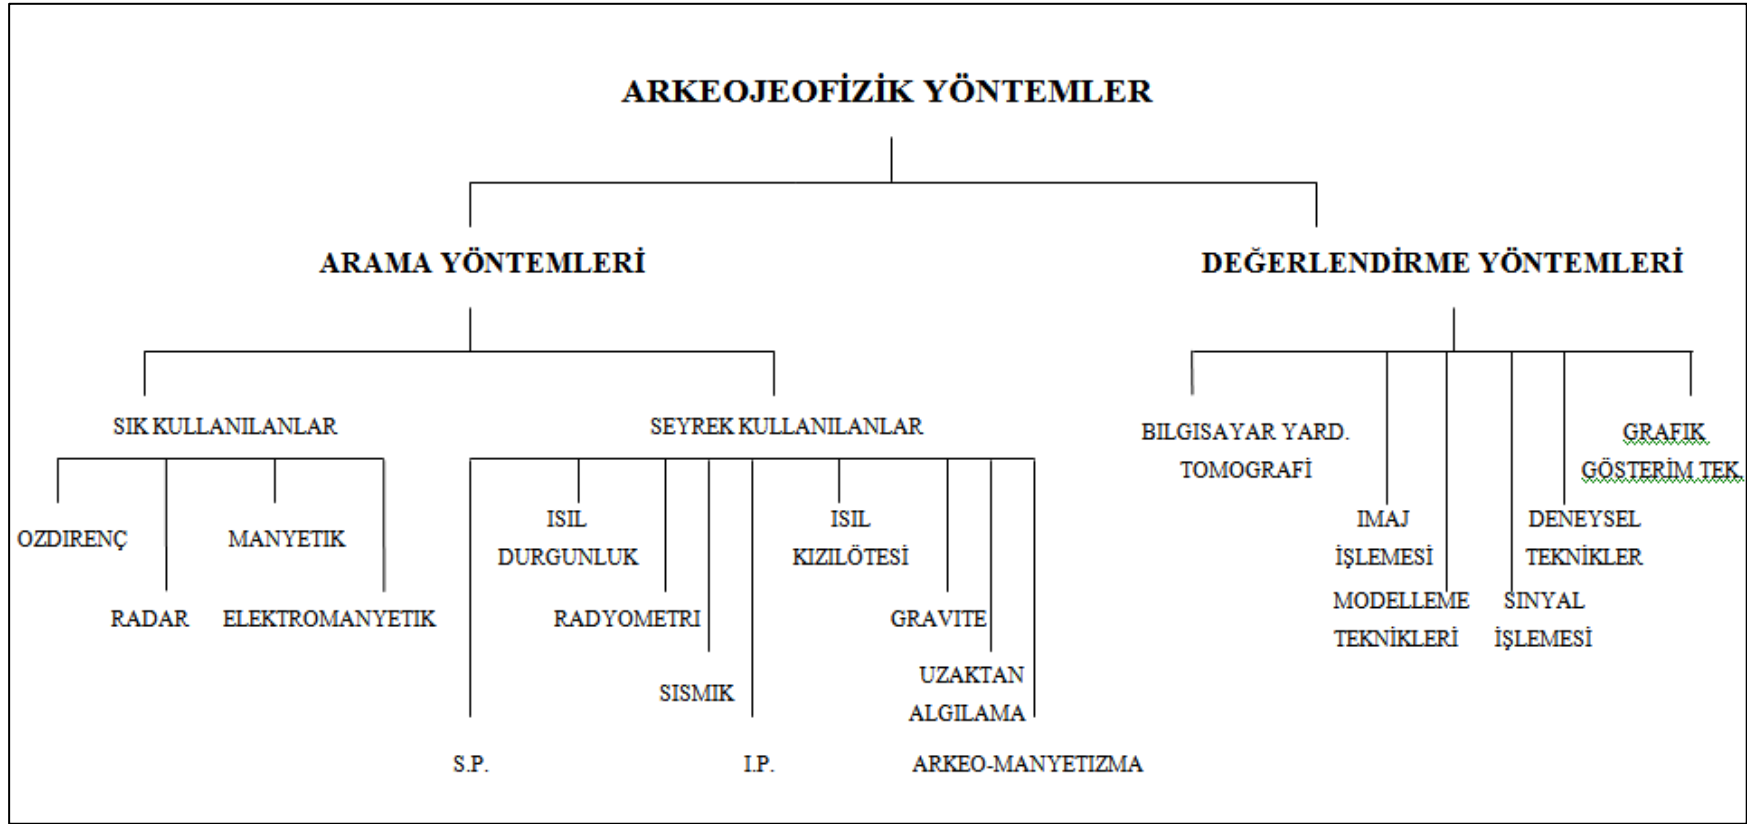 ARKEOJEOFİZİK YÖNTEMLER
ARAMA YÖNTEMLERİ
DEĞERLENDİRME YÖNTEMLERİ
SIK KULLANILANLAR
SEYREK KULLANILANLAR
BILGISAYAR YARD.
TOMOGRAFİ
GRAFIK
GÖSTERİM TEK.
OZDIRENÇ
MANYETIK
RADAR
ELEKTROMANYETIK
ISIL
DURGUNLUK
ISIL
KIZILÖTESİ
RADYOMETRI
GRAVITE
SISMIK
UZAKTAN
ALGILAMA
S.P.
I.P.
ARKEO-MANYETIZMA
IMAJ
İŞLEMESİ
DENEYSEL
TEKNİKLER
MODELLEME
TEKNİKLERİ
SINYAL
İŞLEMESİ